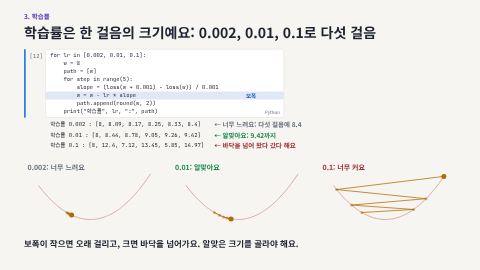 3. 학습률
학습률은 한 걸음의 크기예요: 0.002, 0.01, 0.1로 다섯 걸음
[12]
for lr in [0.002, 0.01, 0.1]:
w = 8
path = [w]
for step in range(5):
slope = (loss(w + 0.001) - loss(w)) / 0.001
w = w - lr * slope 보폭
path.append(round(w, 2))
print("학습률", lr, ":", path)
Python
학습률 0.002 : [8, 8.09, 8.17, 8.25, 8.33, 8.4] ← 너무 느려요: 다섯 걸음에 8.4
학습률 0.01 : [8, 8.44, 8.78, 9.05, 9.26, 9.42] ← 알맞아요: 9.42까지
학습률 0.1 : [8, 12.4, 7.12, 13.45, 5.85, 14.97] ← 바닥을 넘어 왔다 갔다 해요
0.002: 너무 느려요 0.01: 알맞아요 0.1: 너무 커요
보폭이 작으면 오래 걸리고, 크면 바닥을 넘어가요. 알맞은 크기를 골라야 해요.